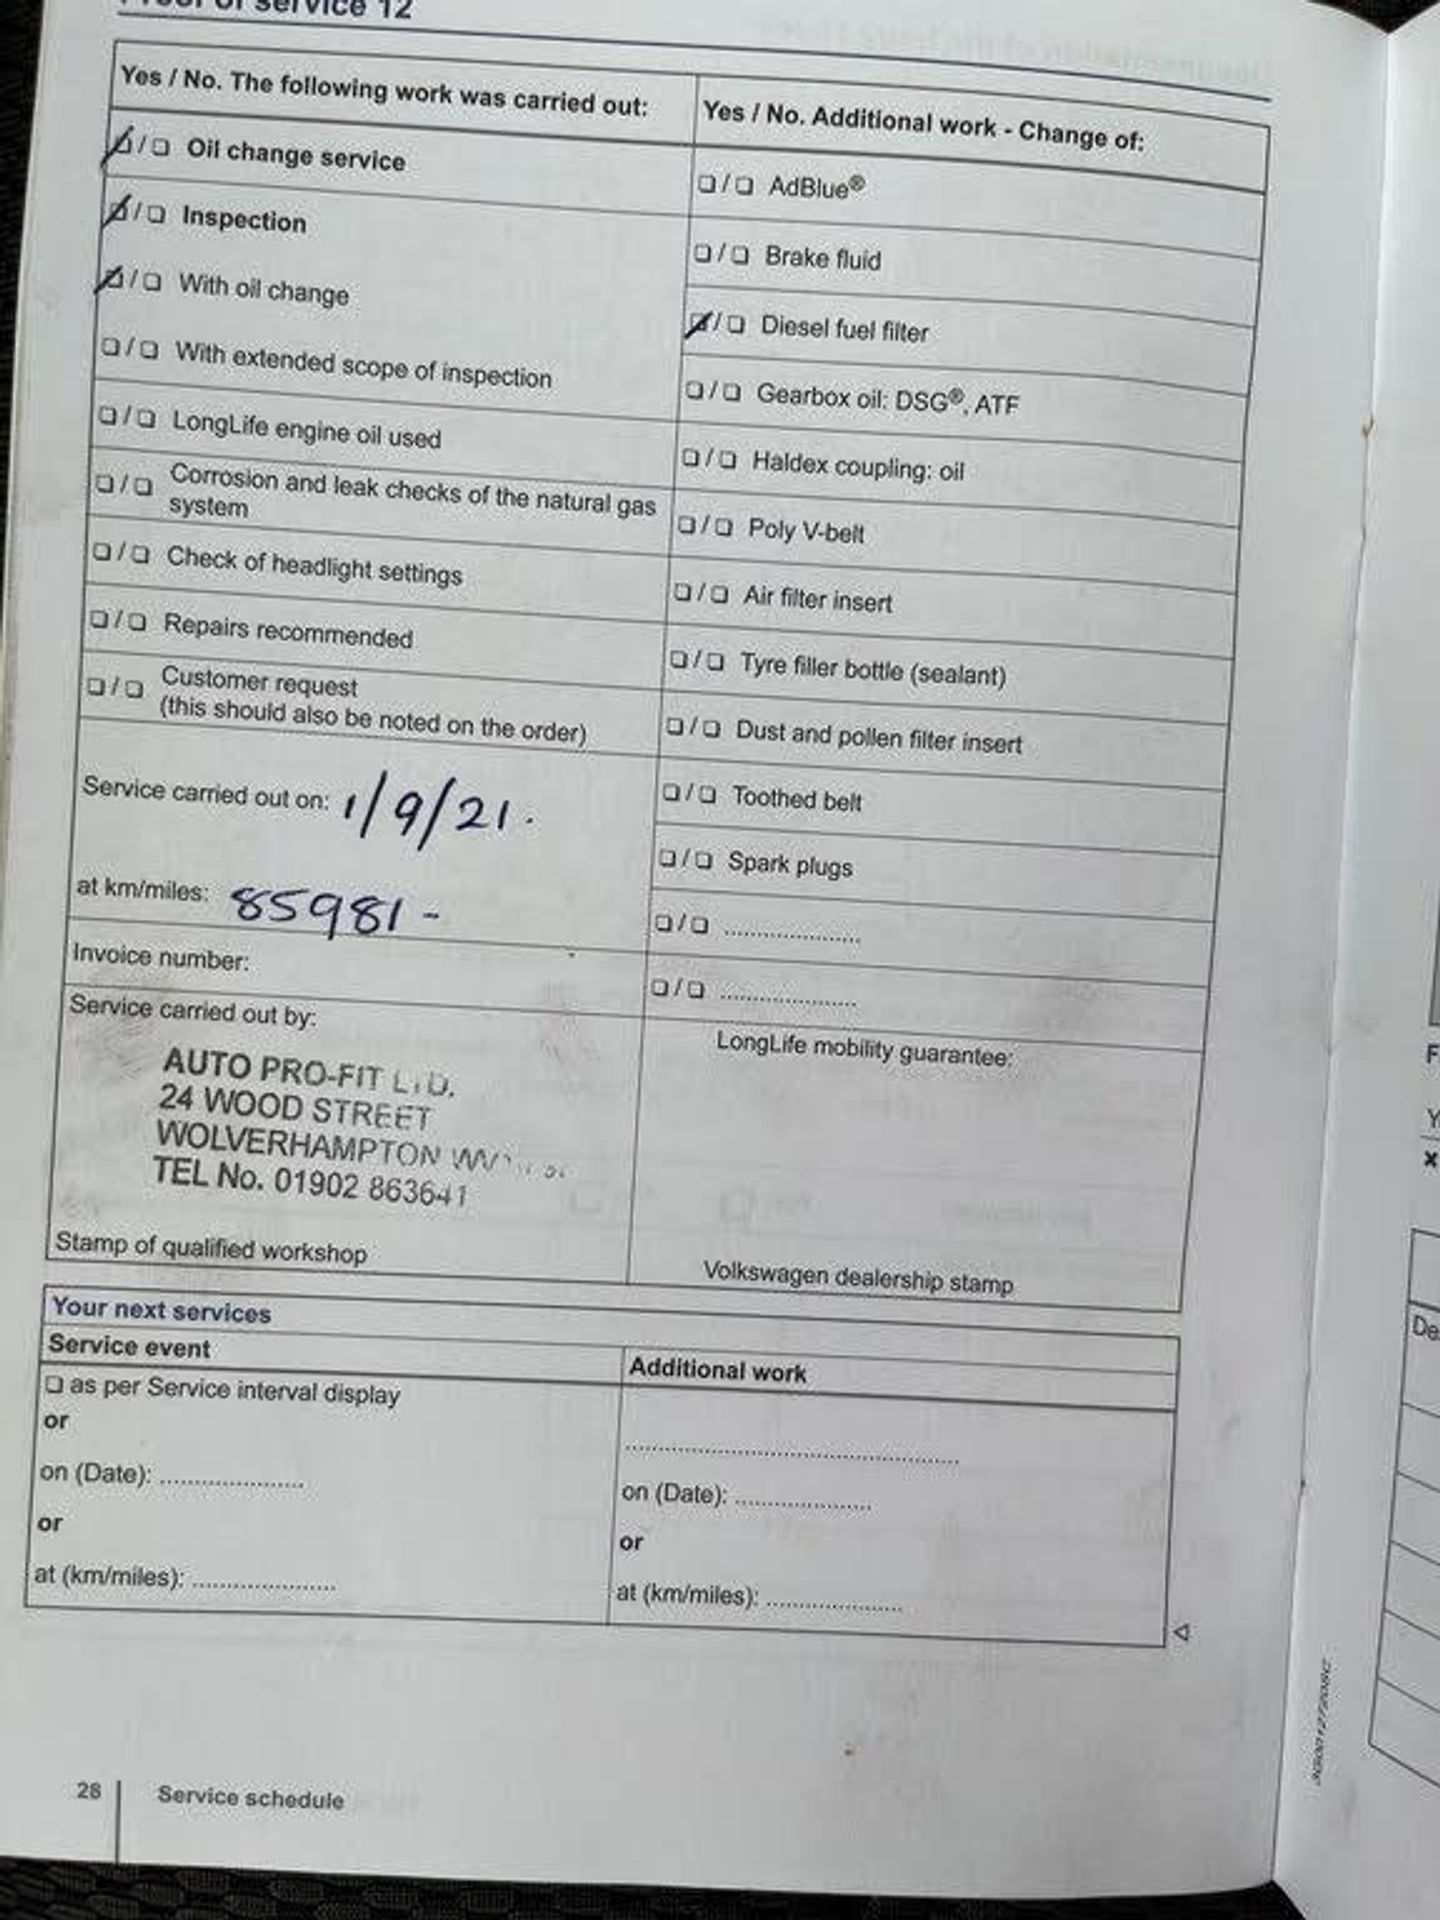 Proof of service 12
Yes / No. The following work was carried out:
❏ / ❏ Oil change service
❏ / ❏ Inspection
❏ / ❏ With oil change
❏ / ❏ With extended scope of inspection
❏ / ❏ LongLife engine oil used
❏ / ❏ Corrosion and leak checks of the natural gas
system
❏ / ❏ Check of headlight settings
❏ / ❏ Repairs recommended
❏ / ❏ Customer request
(this should also be noted on the order)
Service carried out on: 1/9/21.
at km/miles: 85981-
Invoice number:
Service carried out by:
AUTO PRO-FIT LTD.
24 WOOD STREET
WOLVERHAMPTON
TEL No. 01902 863641
Stamp of qualified workshop
Yes / No. Additional work - Change of:
❏ / ❏ AdBlue®
❏ / ❏ Brake fluid
❏ / ❏ Diesel fuel filter
❏ / ❏ Gearbox oil: DSG®, ATF
❏ / ❏ Haldex coupling: oil
❏ / ❏ Poly V-belt
❏ / ❏ Air filter insert
❏ / ❏ Tyre filler bottle (sealant)
❏ / ❏ Dust and pollen filter insert
❏ / ❏ Toothed belt
❏ / ❏ Spark plugs
❏ / ❏ ....................
❏ / ❏ ....................
LongLife mobility guarantee:
Volkswagen dealership stamp
Your next services
Service event
❏ as per Service interval display
or
on (Date): ....................
or
at (km/miles): ....................
Additional work
..................................................
on (Date): ....................
or
at (km/miles): ....................
28
Service schedule